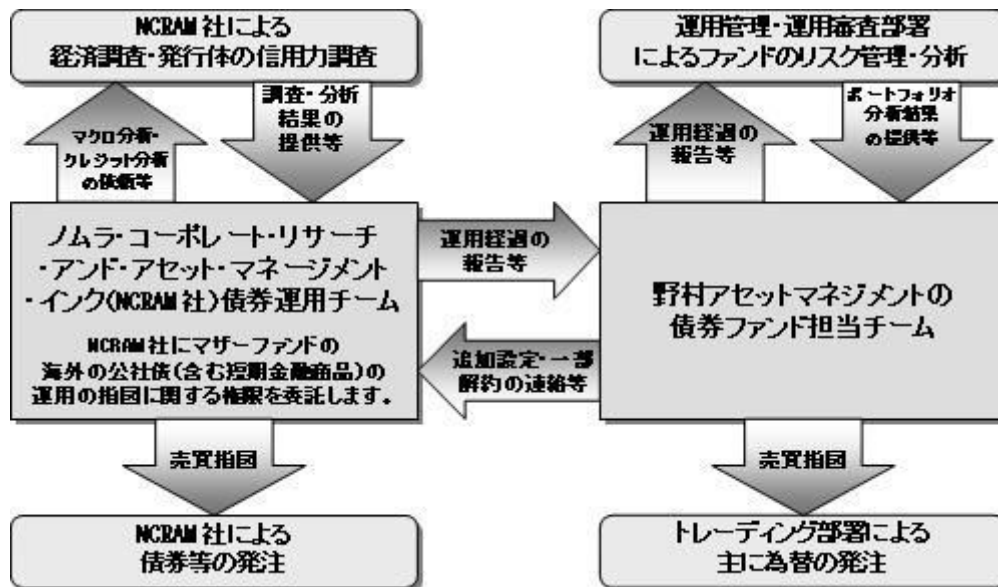 NCRAM社による
経済調査・発行体の信用力調査
運用管理・運用審査部署
によるファンドのリスク管理・分析
マクロ分析・
クレジット分析
の依頼等
調査・分析
結果の
提供等
運用経過の
報告等
ポートフォリオ
分析結果
の提供等
ノムラ・コーポレート・リサーチ
・アンド・アセット・マネージメント
・インク(NCRAM社)債券運用チーム
NCRAM社にマザーファンドの
海外の公社債(含む短期金融商品)の
運用の指図に関する権限を委託します。
運用経過の
報告等
追加設定・一部
解約の連絡等
野村アセットマネジメントの
債券ファンド担当チーム
売買指図
売買指図
NCRAM社による
債券等の発注
トレーディング部署による
主に為替の発注